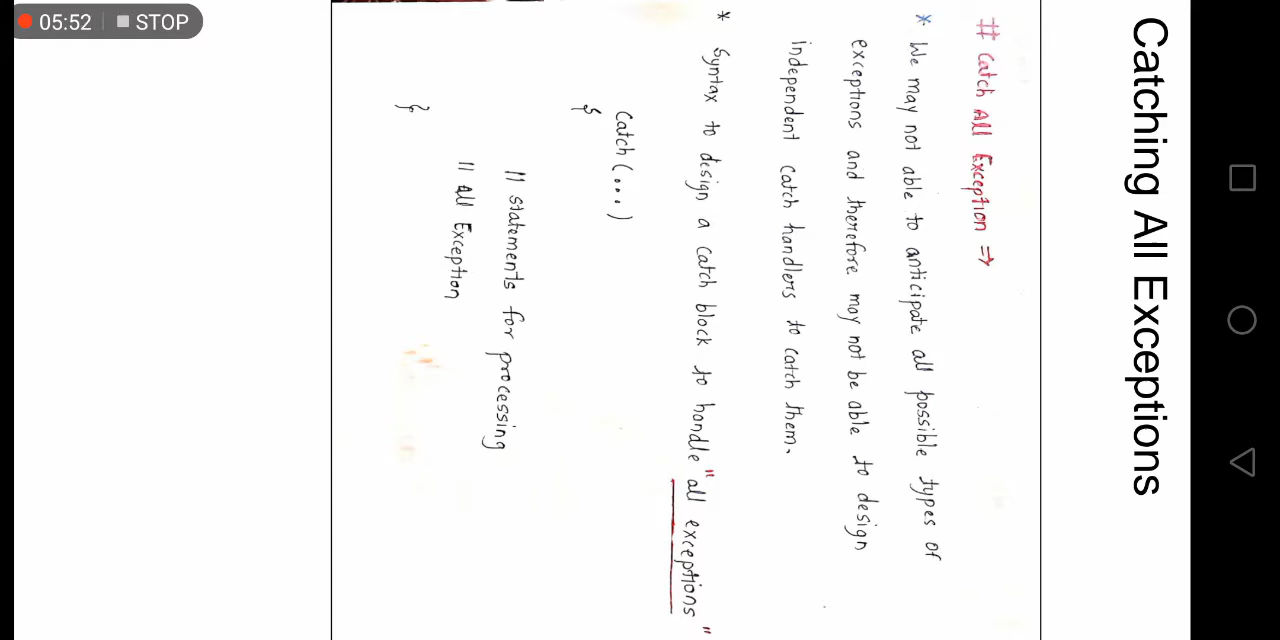 05:52 STOP
Catching All Exceptions
# Catch All Exception =>
* We may not able to anticipate all possible types of
exceptions and therefore may not be able to design
independent catch handlers to catch them.
* Syntax to design a catch block to handle "all exceptions"
Catch (...)
{
// statements for processing
// all Exception
}